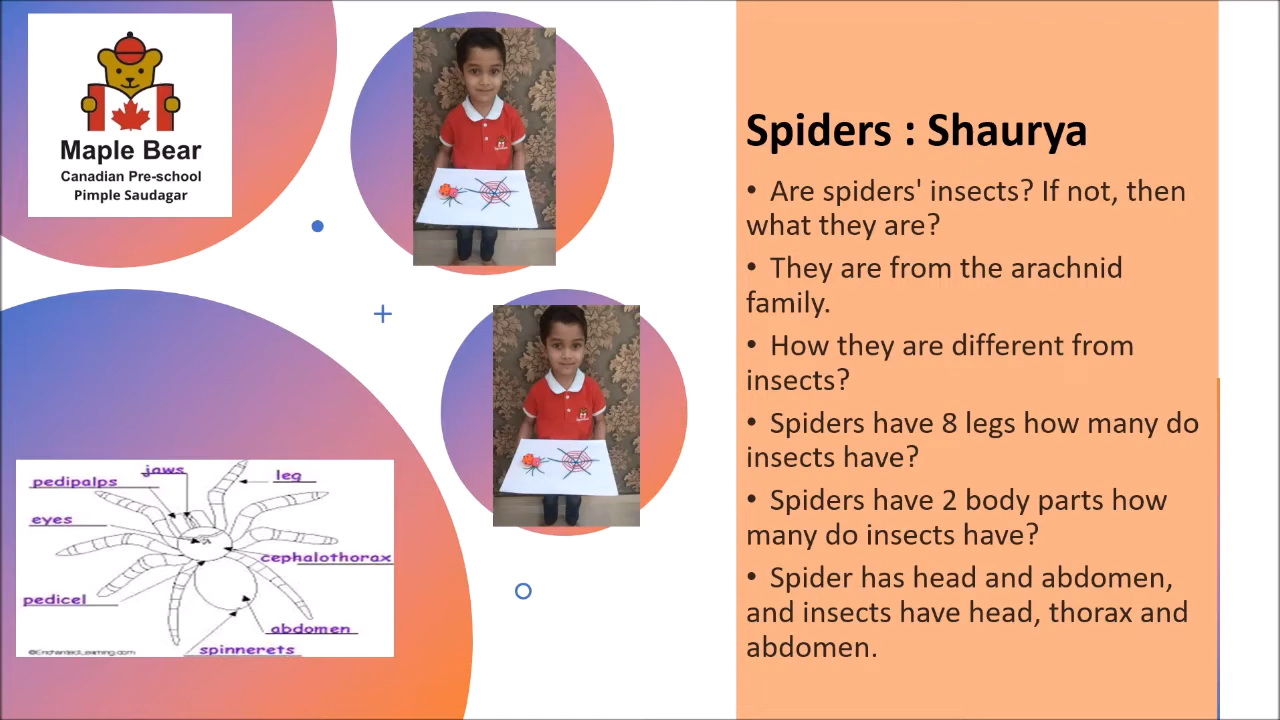 Maple Bear
Canadian Pre-school
Pimple Saudagar
Spiders : Shaurya
• Are spiders' insects? If not, then
what they are?
• They are from the arachnid
family.
• How they are different from
insects?
• Spiders have 8 legs how many do
insects have?
• Spiders have 2 body parts how
many do insects have?
• Spider has head and abdomen,
and insects have head, thorax and
abdomen.
jaws
leg
pedipalps
eyes
cephalothorax
pedicel
abdomen
spinnerets
©EnchantedLearning.com